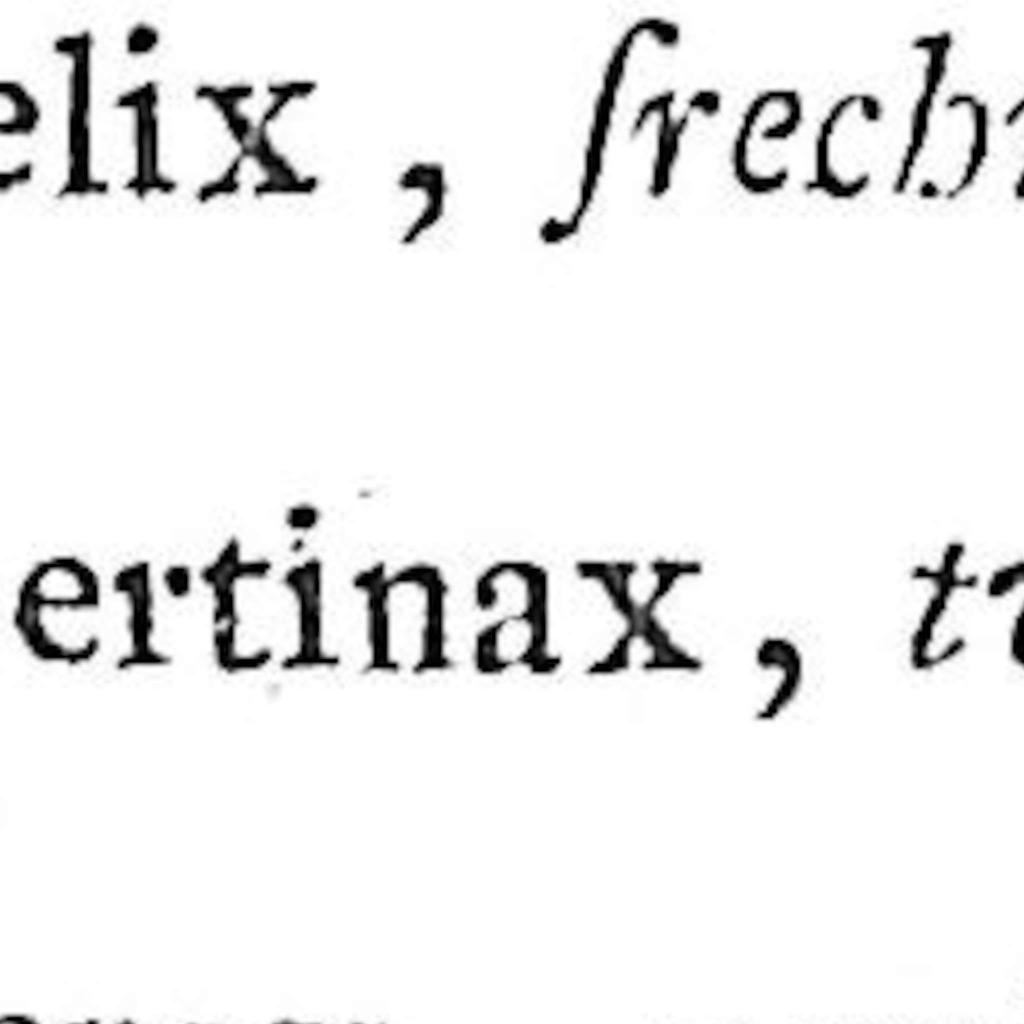 elix , ſrech
ertinax ,